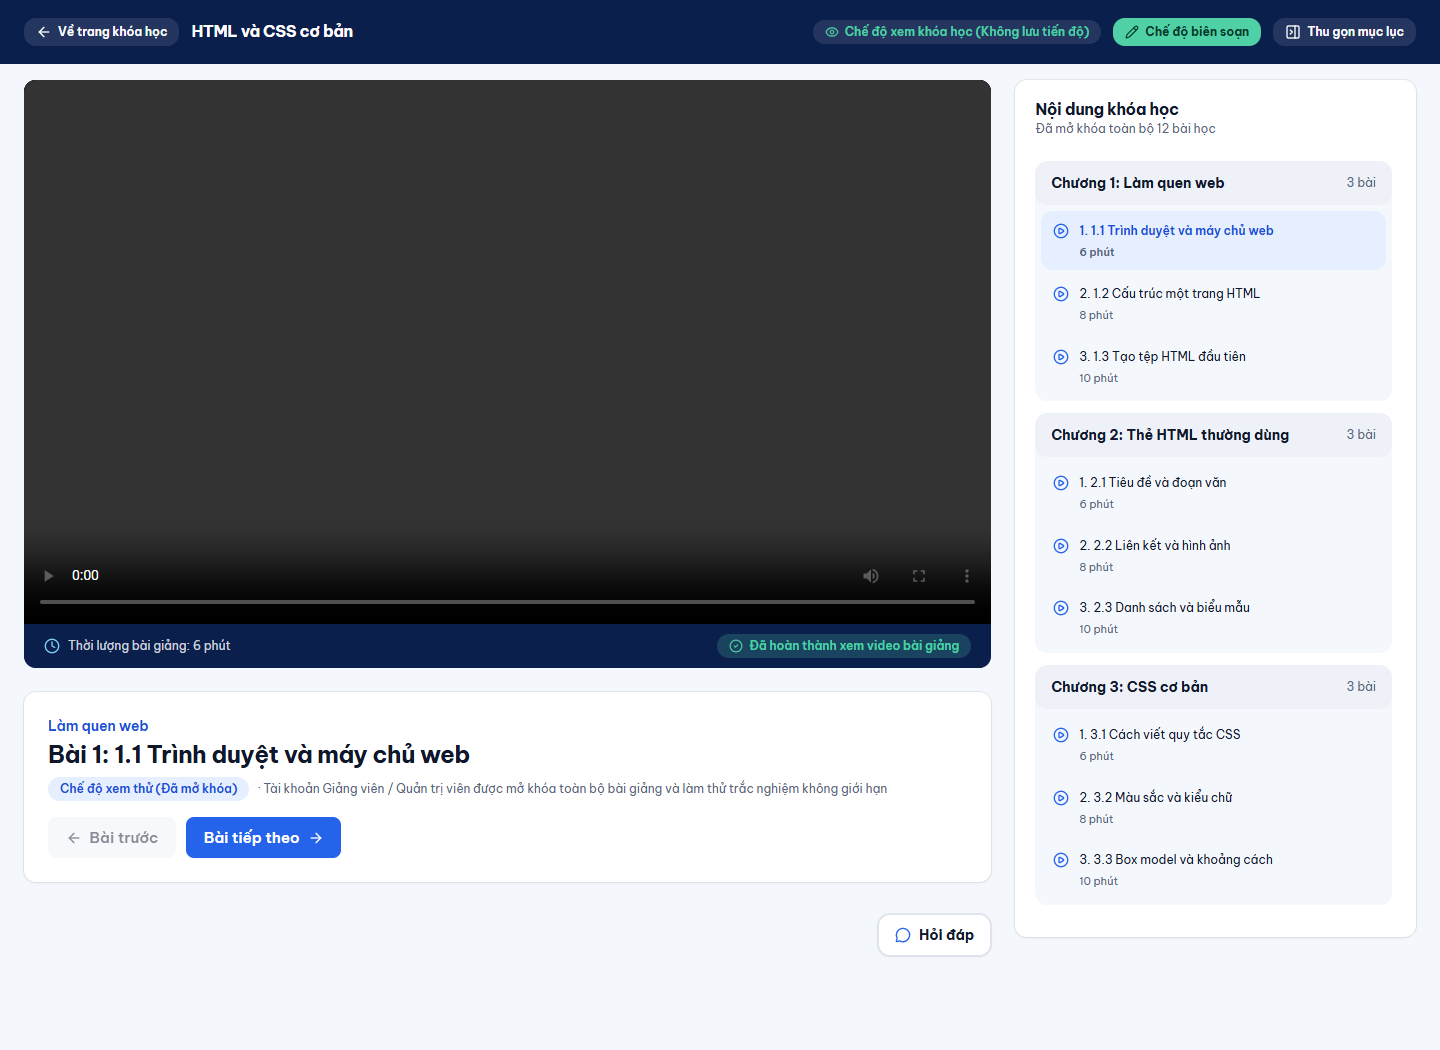 Về trang khóa học
HTML và CSS cơ bản
Chế độ xem khóa học (Không lưu tiến độ)
Chế độ biên soạn
Thu gọn mục lục
0:00
Thời lượng bài giảng: 6 phút
Đã hoàn thành xem video bài giảng
Làm quen web
Bài 1: 1.1 Trình duyệt và máy chủ web
Chế độ xem thử (Đã mở khóa)
· Tài khoản Giảng viên / Quản trị viên được mở khóa toàn bộ bài giảng và làm thử trắc nghiệm không giới hạn
Bài trước
Bài tiếp theo
Hỏi đáp
Nội dung khóa học
Đã mở khóa toàn bộ 12 bài học
Chương 1: Làm quen web
3 bài
1. 1.1 Trình duyệt và máy chủ web
6 phút
2. 1.2 Cấu trúc một trang HTML
8 phút
3. 1.3 Tạo tệp HTML đầu tiên
10 phút
Chương 2: Thẻ HTML thường dùng
3 bài
1. 2.1 Tiêu đề và đoạn văn
6 phút
2. 2.2 Liên kết và hình ảnh
8 phút
3. 2.3 Danh sách và biểu mẫu
10 phút
Chương 3: CSS cơ bản
3 bài
1. 3.1 Cách viết quy tắc CSS
6 phút
2. 3.2 Màu sắc và kiểu chữ
8 phút
3. 3.3 Box model và khoảng cách
10 phút